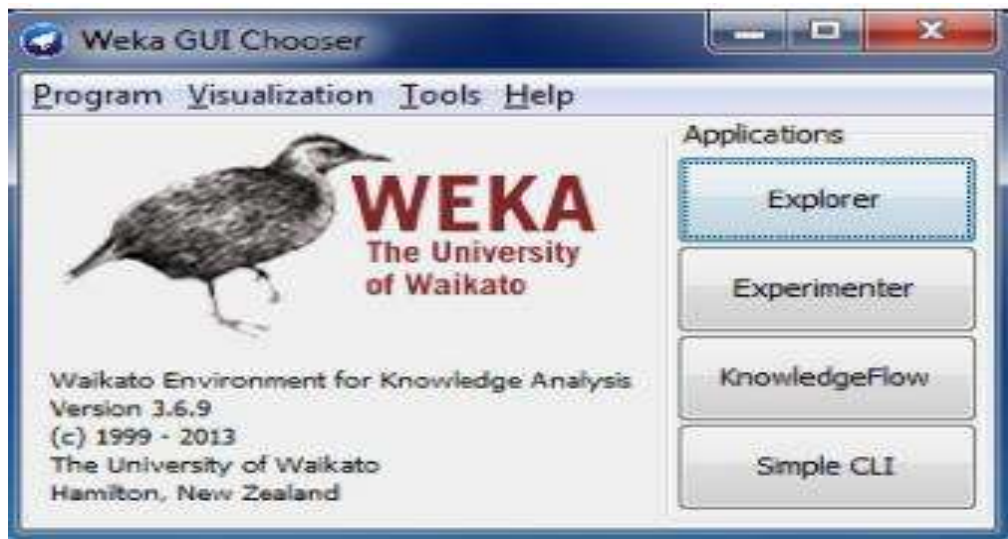 Weka GUI Chooser
Program Visualization Tools Help
WEKA
The University
of Waikato
Waikato Environment for Knowledge Analysis
Version 3.6.9
(c) 1999 - 2013
The University of Waikato
Hamilton, New Zealand
Applications
Explorer
Experimenter
KnowledgeFlow
Simple CLI